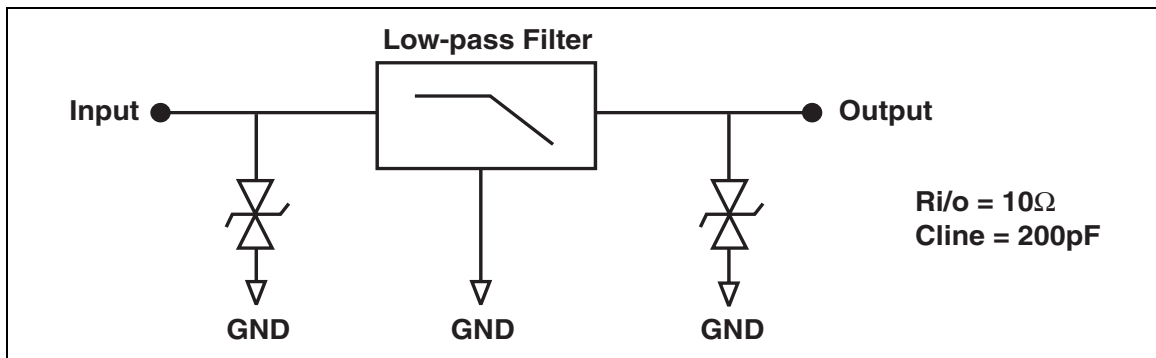 Low-pass Filter
Input
Output
Ri/o = 10Ω
Cline = 200pF
GND
GND
GND